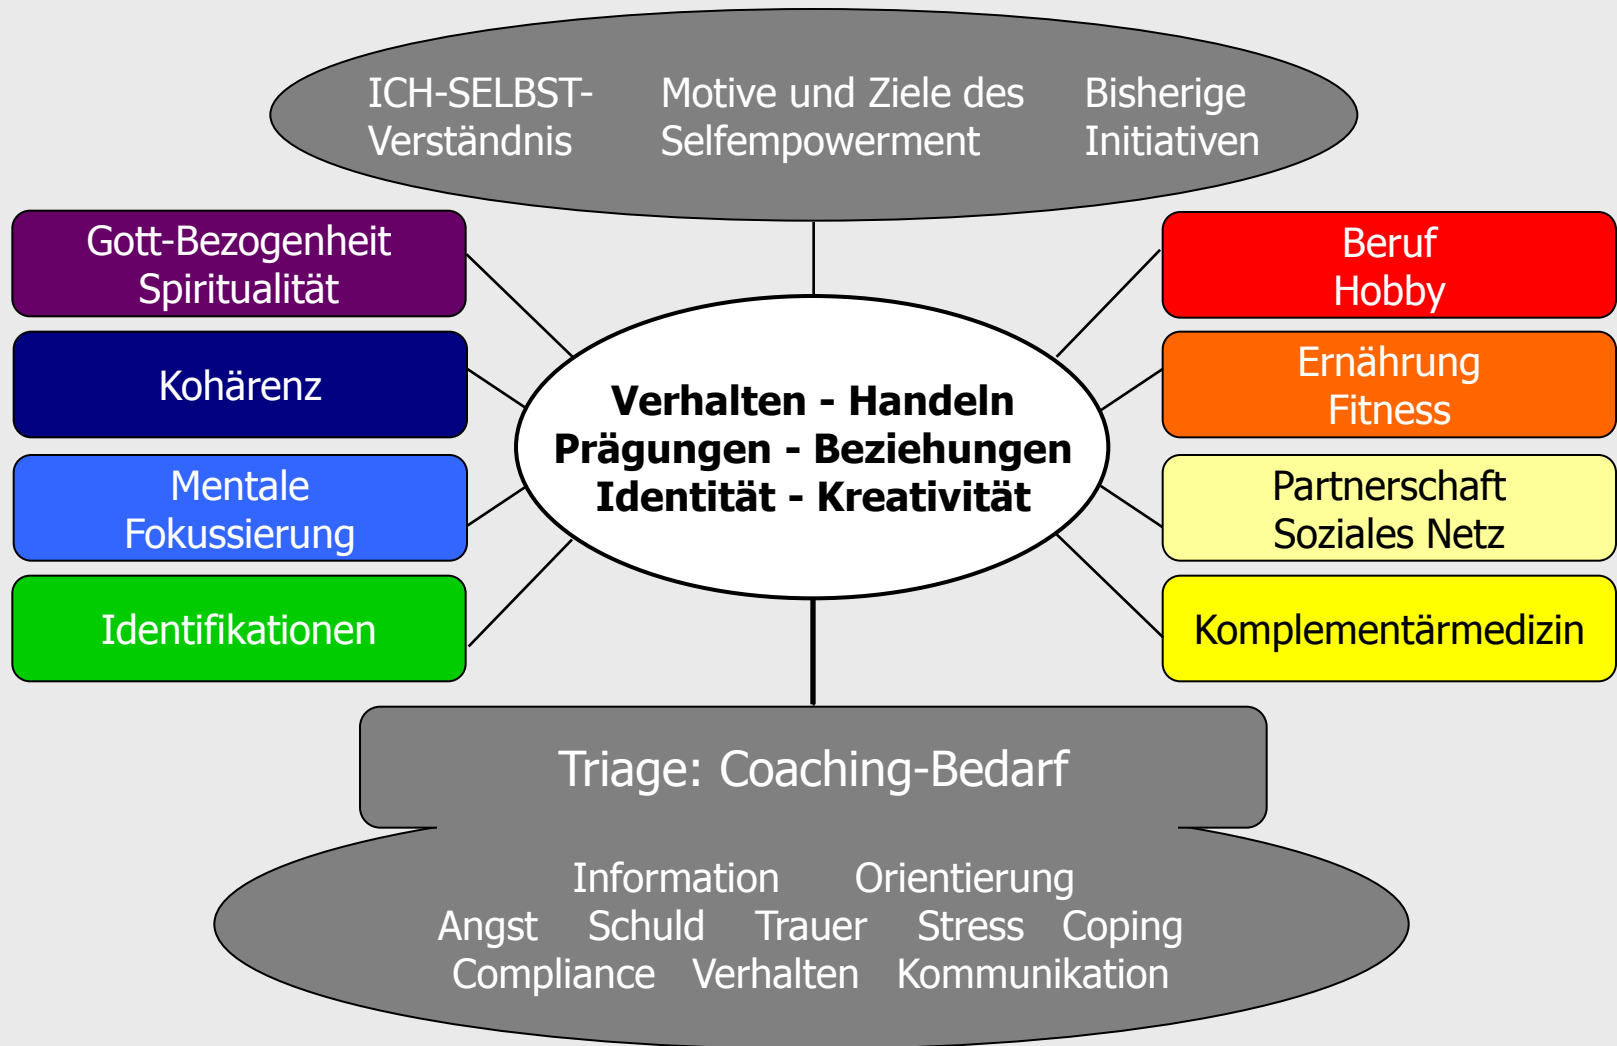 ICH-SELBST-
Verständnis
Motive und Ziele des
Selfempowerment
Bisherige
Initiativen
Gott-Bezogenheit
Spiritualität
Kohärenz
Mentale
Fokussierung
Identifikationen
Verhalten - Handeln
Prägungen - Beziehungen
Identität - Kreativität
Beruf
Hobby
Ernährung
Fitness
Partnerschaft
Soziales Netz
Komplementärmedizin
Triage: Coaching-Bedarf
Information Orientierung
Angst Schuld Trauer Stress Coping
Compliance Verhalten Kommunikation